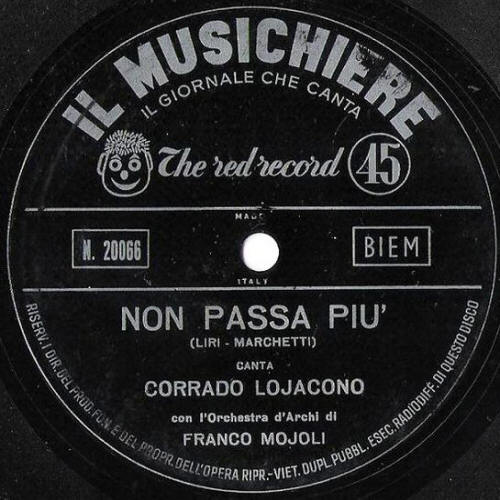 IL MUSICHIERE
IL GIORNALE CHE CANTA
The red record 45
MADE
N. 20066
BIEM
ITALY
NON PASSA PIU'
(LIRI - MARCHETTI)
CANTA
CORRADO LOJACONO
con l'Orchestra d'Archi di
FRANCO MOJOLI
RISERV. I DIR. DEL PROD. FON. E DEL PROPR. DELL'OPERA RIPR.-VIET. DUPL. PUBBL. ESEC. RADIODIFF. DI QUESTO DISCO